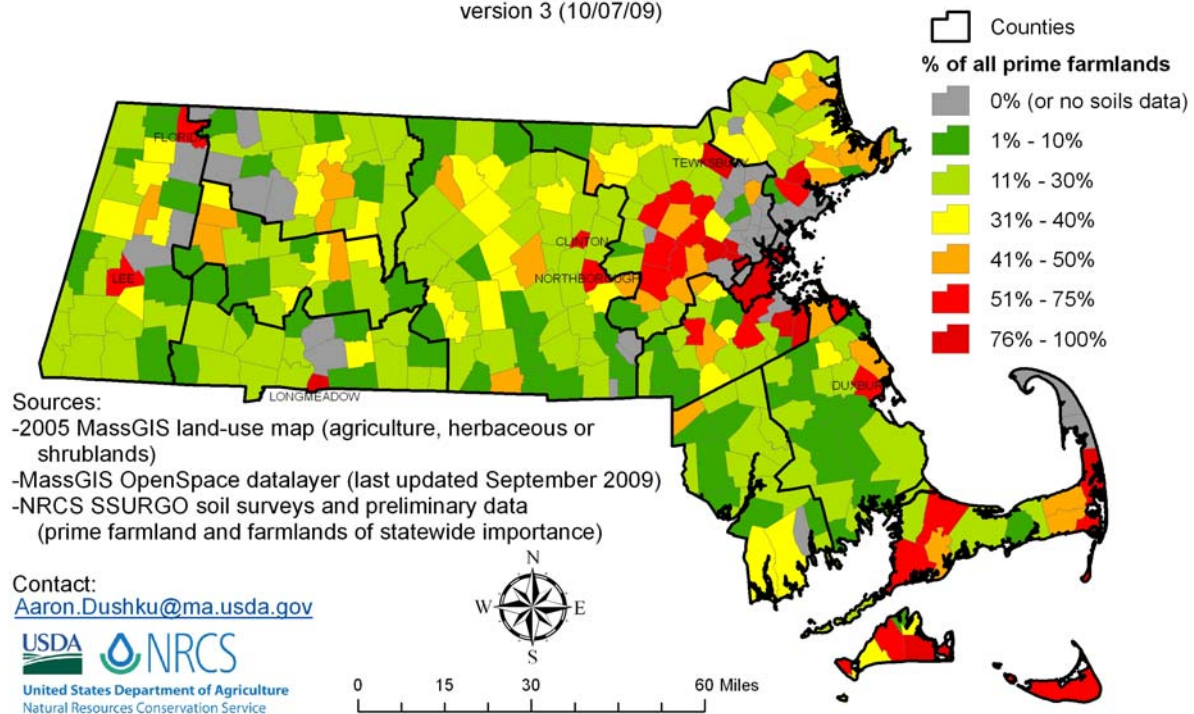 version 3 (10/07/09)
Counties
% of all prime farmlands
0% (or no soils data)
1% - 10%
11% - 30%
31% - 40%
41% - 50%
51% - 75%
76% - 100%
FLORID
TEWKSBURY
CLINTON
NORTHBOROUGH
LEE
DUXBUR
LONGMEADOW
Sources:
-2005 MassGIS land-use map (agriculture, herbaceous or
shrublands)
-MassGIS OpenSpace datalayer (last updated September 2009)
-NRCS SSURGO soil surveys and preliminary data
(prime farmland and farmlands of statewide importance)
Contact:
Aaron.Dushku@ma.usda.gov
USDA
NRCS
United States Department of Agriculture
Natural Resources Conservation Service
N
W E
S
0 15 30 60 Miles